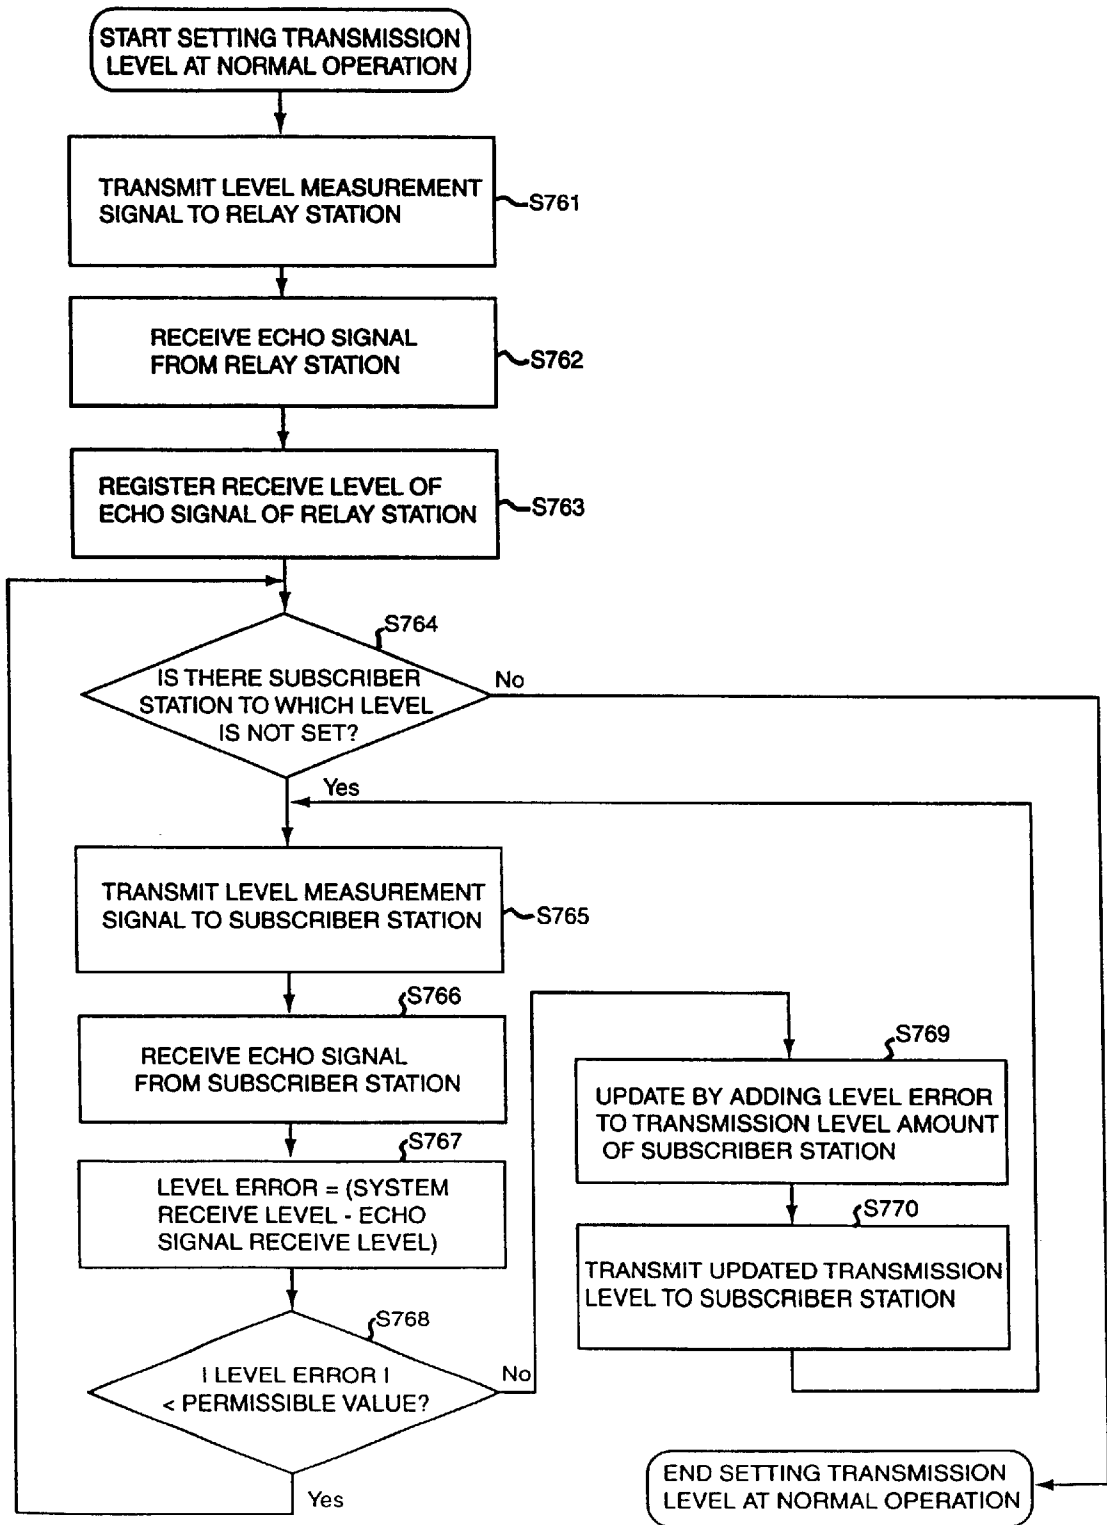 START SETTING TRANSMISSION
LEVEL AT NORMAL OPERATION
TRANSMIT LEVEL MEASUREMENT
SIGNAL TO RELAY STATION
S761
RECEIVE ECHO SIGNAL
FROM RELAY STATION
S762
REGISTER RECEIVE LEVEL OF
ECHO SIGNAL OF RELAY STATION
S763
S764
IS THERE SUBSCRIBER
STATION TO WHICH LEVEL
IS NOT SET?
No
Yes
TRANSMIT LEVEL MEASUREMENT
SIGNAL TO SUBSCRIBER STATION
S765
S766
RECEIVE ECHO SIGNAL
FROM SUBSCRIBER STATION
S767
LEVEL ERROR = (SYSTEM
RECEIVE LEVEL - ECHO
SIGNAL RECEIVE LEVEL)
S768
| LEVEL ERROR |
< PERMISSIBLE VALUE?
No
Yes
S769
UPDATE BY ADDING LEVEL ERROR
TO TRANSMISSION LEVEL AMOUNT
OF SUBSCRIBER STATION
S770
TRANSMIT UPDATED TRANSMISSION
LEVEL TO SUBSCRIBER STATION
END SETTING TRANSMISSION
LEVEL AT NORMAL OPERATION